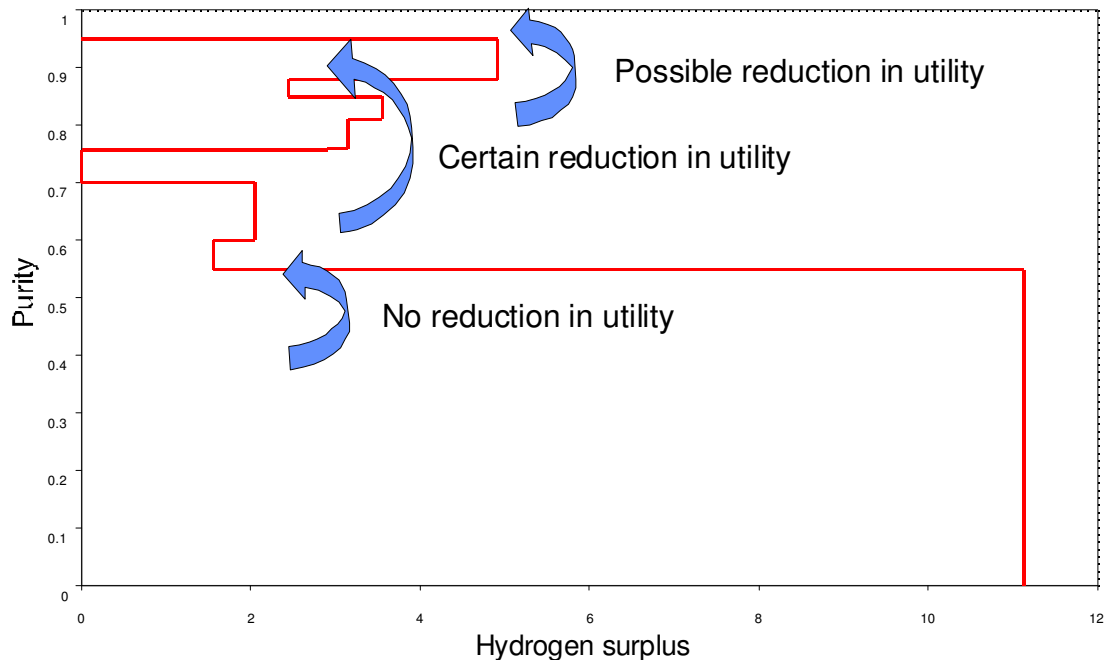 1
0.9
Possible reduction in utility
0.8
Certain reduction in utility
0.7
0.6
Purity
0.5
No reduction in utility
0.4
0.3
0.2
0.1
0
0 2 4 6 8 10 12
Hydrogen surplus